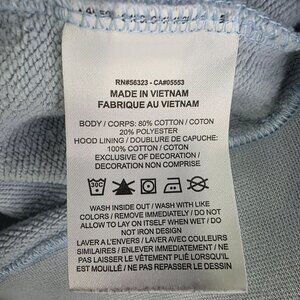 RN#56323 - CA#05553
MADE IN VIETNAM
FABRIQUE AU VIETNAM
BODY / CORPS: 80% COTTON / COTON
20% POLYESTER
HOOD LINING / DOUBLURE DE CAPUCHE:
100% COTTON / COTON
EXCLUSIVE OF DECORATION /
DECORATION NON COMPRISE
30C
WASH INSIDE OUT / WASH WITH LIKE
COLORS / REMOVE IMMEDIATELY / DO NOT
ALLOW TO LAY ON ITSELF WHEN WET / DO
NOT IRON DESIGN
LAVER A L'ENVERS / LAVER AVEC COULEURS
SIMILAIRES / ENLEVER IMMEDIATEMENT / NE
PAS LAISSER LE VÊTEMENT PLIÉ LORSQU'IL
EST MOUILLÉ / NE PAS REPASSER LE DESSIN